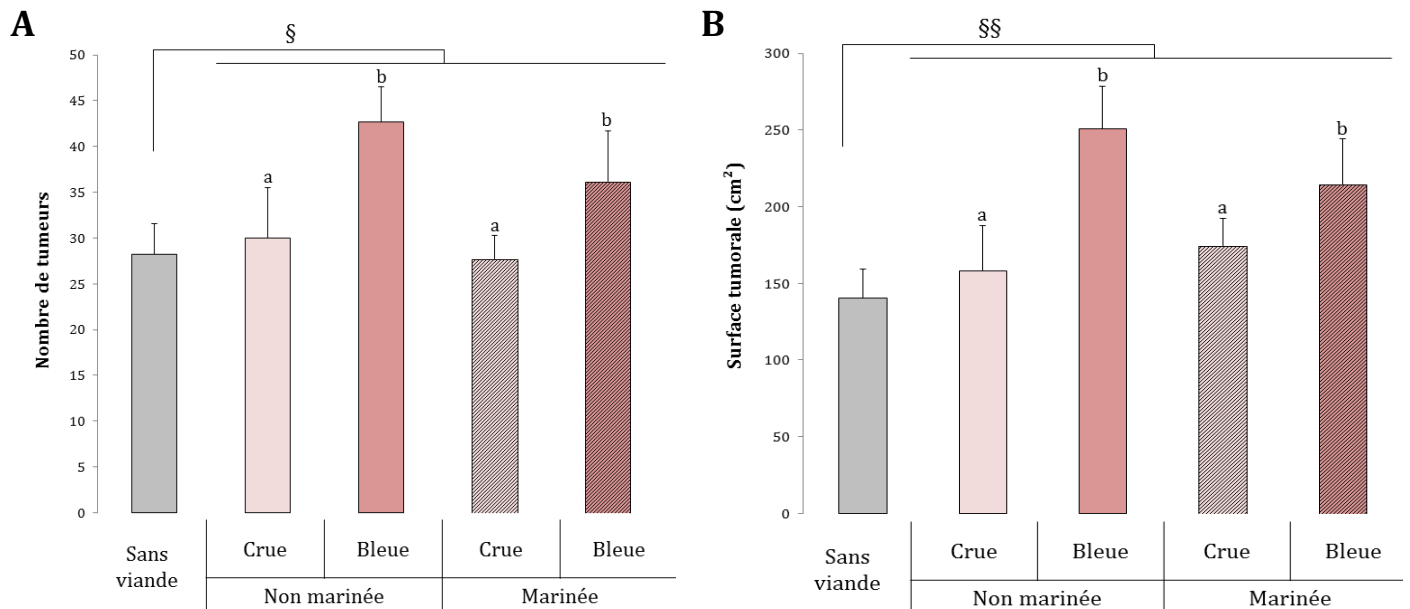 A
§
Nombre de tumeurs
50
45
40
35
30
25
20
15
10
5
0
a
b
a
b
Sans viande
Crue
Bleue
Crue
Bleue
Non marinée
Marinée
B
§§
Surface tumorale (cm²)
300
250
200
150
100
50
0
a
b
a
b
Sans
viande
Crue
Bleue
Crue
Bleue
Non marinée
Marinée